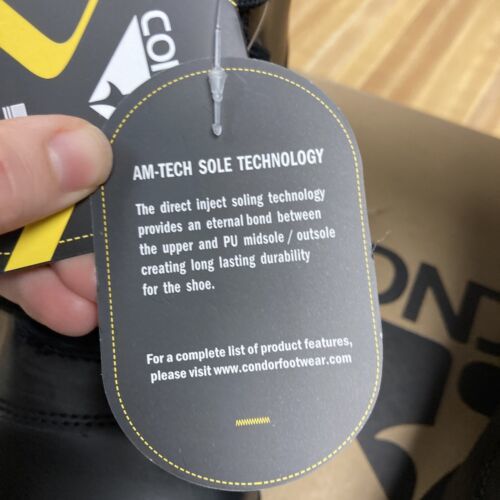 CON
AM-TECH SOLE TECHNOLOGY
The direct inject soling technology
provides an eternal bond between
the upper and PU midsole / outsole
creating long lasting durability
for the shoe.
For a complete list of product features,
please visit www.condorfootwear.com
OND